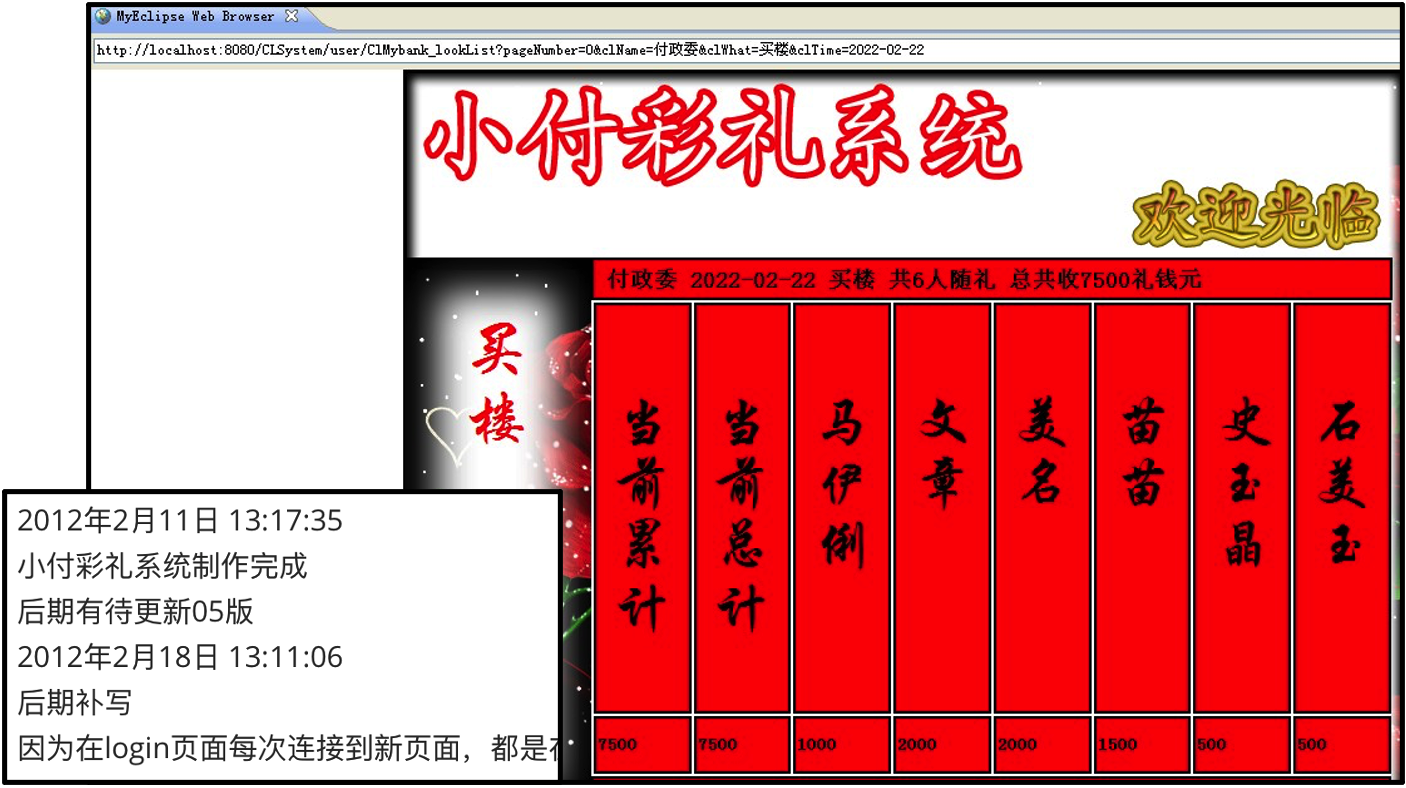 MyEclipse Web Browser
http://localhost:8080/CLSystem/user/ClMybank_lookList?pageNumber=0&clName=付政委&clWhat=买楼&clTime=2022-02-22
小付彩礼系统
欢迎光临
付政委 2022-02-22 买楼 共6人随礼 总共收7500礼钱元
买楼
当前累计
当前总计
马伊俐
文章
美名
苗苗
史玉晶
石美玉
7500 7500 1000 2000 2000 1500 500 500
2012年2月11日 13:17:35
小付彩礼系统制作完成
后期有待更新05版
2012年2月18日 13:11:06
后期补写
因为在login页面每次连接到新页面，都是在